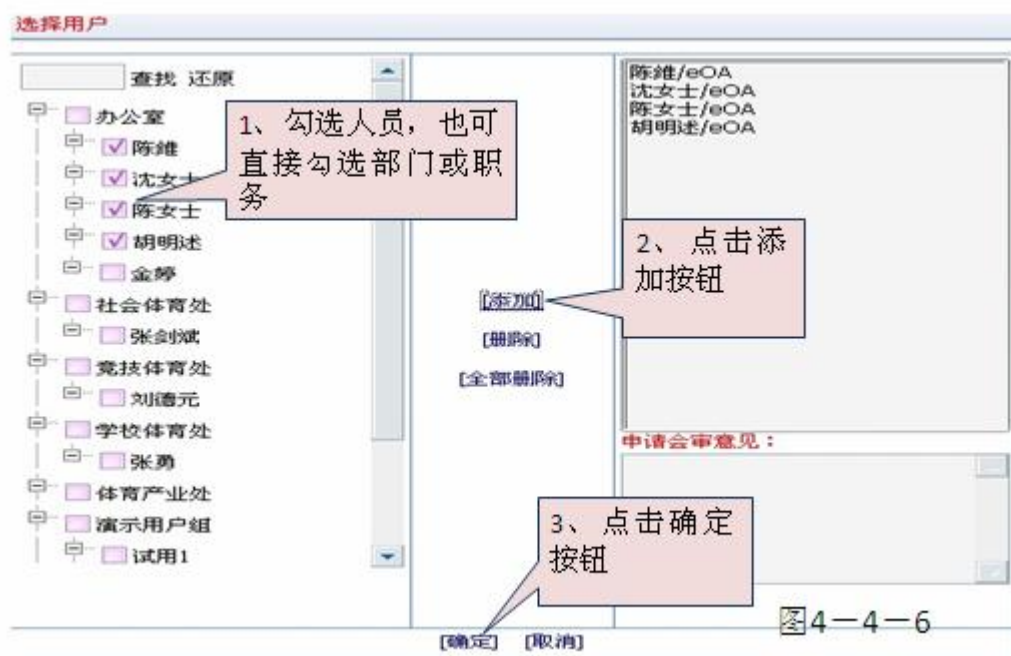 选择用户
查找 还原
办公室
陈維
沈女士
陈女士
胡明述
金婷
社会体育处
张剑斌
竞技体育处
刘德元
学校体育处
张勇
体育产业处
演示用户组
试用1
1、勾选人员，也可
直接勾选部门或职
务
[添加]
[删除]
[全部删除]
2、点击添
加按钮
陈維/eOA
沈女士/eOA
陈女士/eOA
胡明述/eOA
申请会审意见：
3、点击确定
按钮
[确定] [取消]
图4－4－6